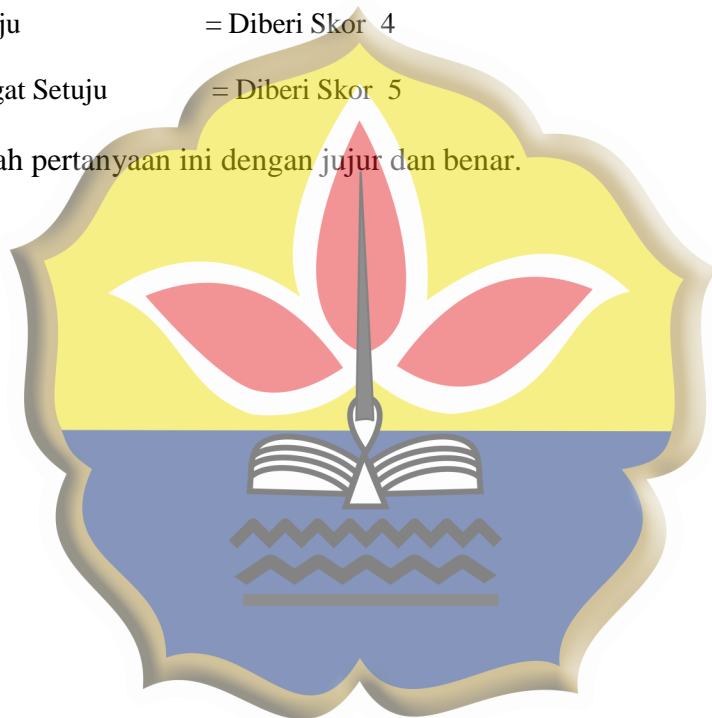 ju = Diberi Skor 4
gat Setuju = Diberi Skor 5
ah pertanyaan ini dengan jujur dan benar.